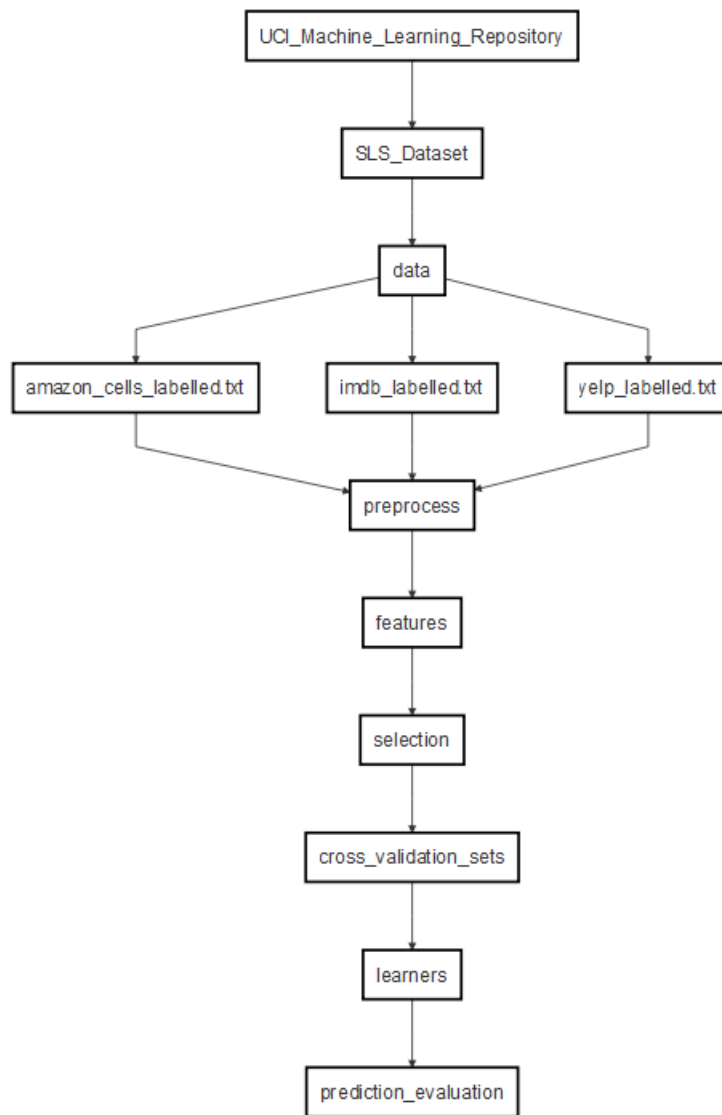 UCI_Machine_Learning_Repository
SLS_Dataset
data
amazon_cells_labelled.txt
imdb_labelled.txt
yelp_labelled.txt
preprocess
features
selection
cross_validation_sets
learners
prediction_evaluation